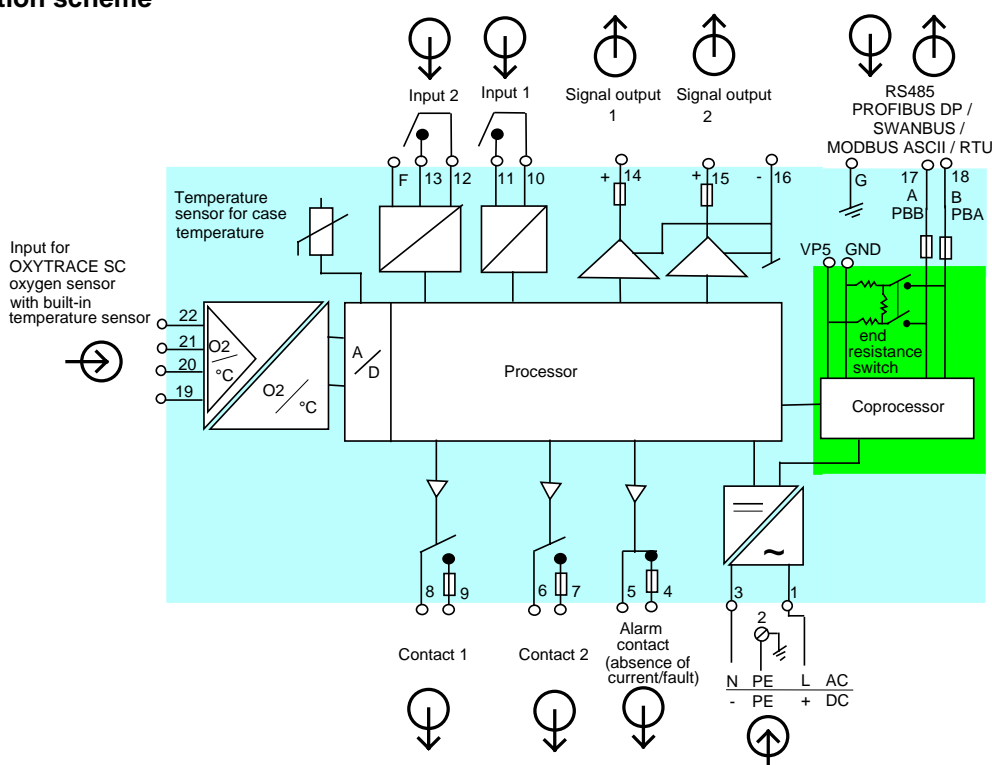 tion scheme
Input 2
Input 1
Signal output
1
Signal output
2
RS485
PROFIBUS DP /
SWANBUS /
MODBUS ASCII / RTU
F
13
12
11
10
+
14
+
15
-
16
G
17
A
PBB
18
B
PBA
Temperature
sensor for case
temperature
VP5
GND
Input for
OXYTRACE SC
oxygen sensor
with built-in
temperature sensor
22
21
20
19
O2
°C
O2
°C
A
D
Processor
end
resistance
switch
Coprocessor
~
8
9
6
7
5
4
3
1
2
Contact 1
Contact 2
Alarm
contact
(absence of
current/fault)
N PE L AC
- PE + DC